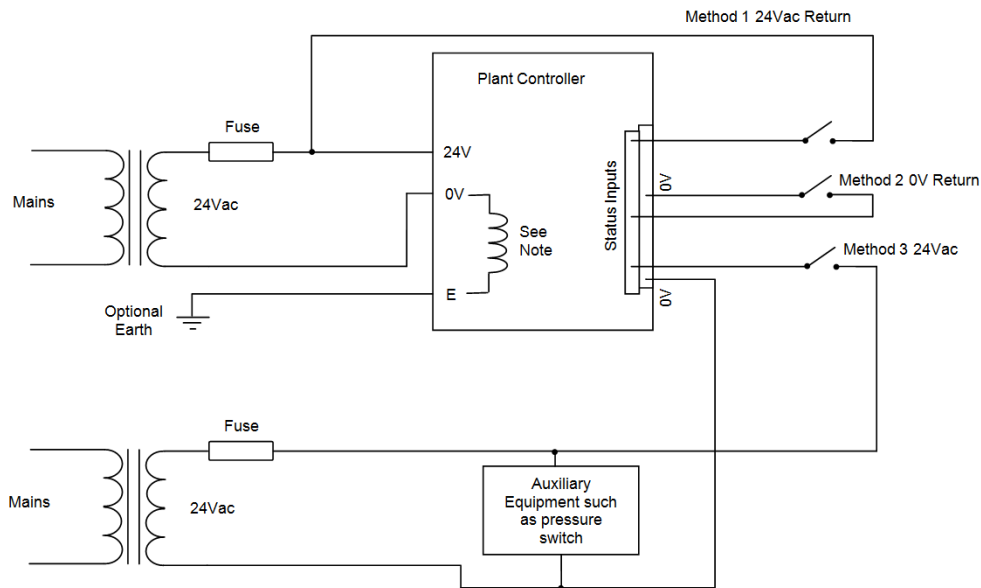 Method 1 24Vac Return
Plant Controller
Fuse
24V
0V
Mains
24Vac
0V
Status Inputs
Method 2 0V Return
See
Note
Method 3 24Vac
E
0V
Optional
Earth
Fuse
Mains
24Vac
Auxiliary
Equipment such
as pressure
switch